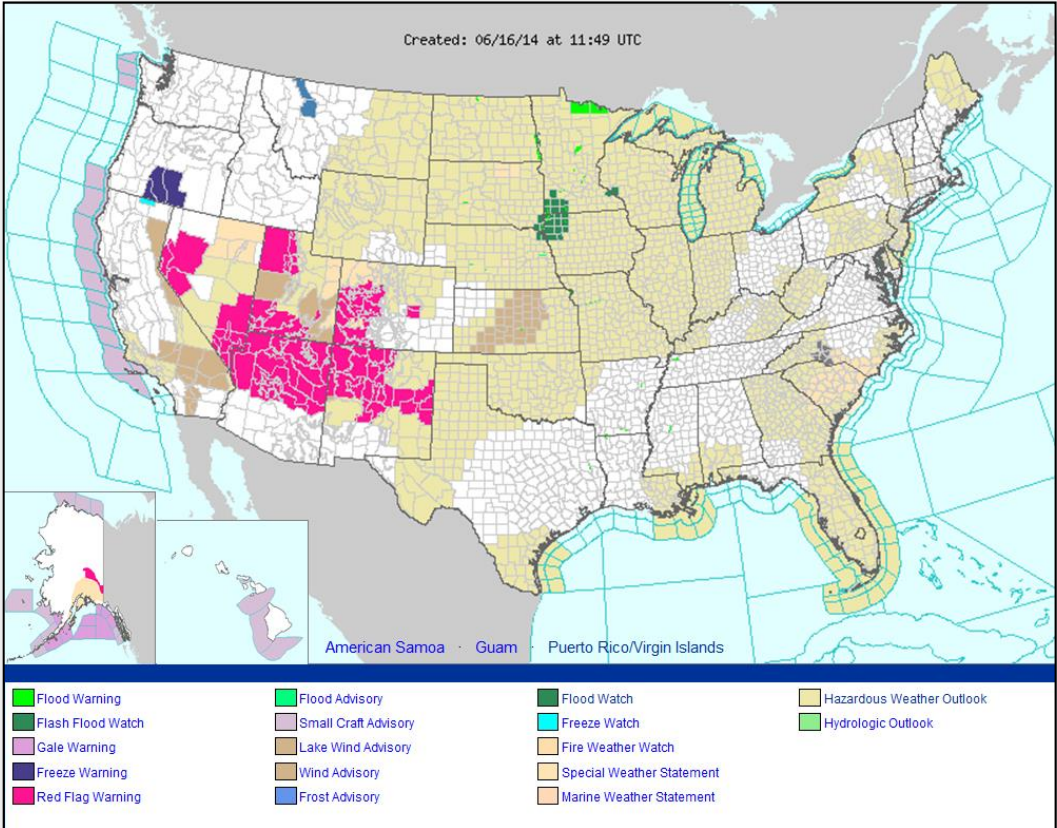 Created: 06/16/14 at 11:49 UTC
American Samoa · Guam · Puerto Rico/Virgin Islands
Flood Warning Flood Advisory Flood Watch Hazardous Weather Outlook
Flash Flood Watch Small Craft Advisory Freeze Watch Hydrologic Outlook
Gale Warning Lake Wind Advisory Fire Weather Watch
Freeze Warning Wind Advisory Special Weather Statement
Red Flag Warning Frost Advisory Marine Weather Statement